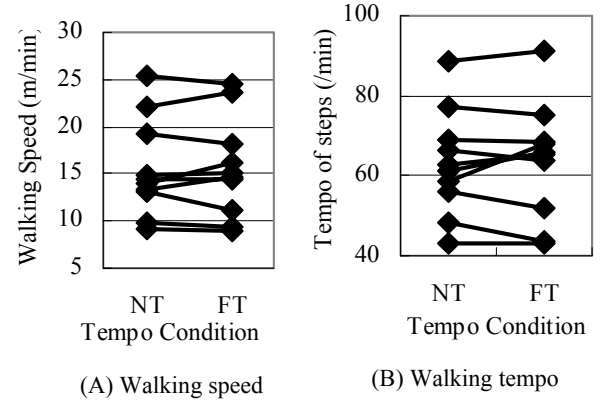 Walking Speed (m/min)
30
25
20
15
10
5
NT FT
Tempo Condition
(A) Walking speed
Tempo of steps (/min)
100
80
60
40
NT FT
Tempo Condition
(B) Walking tempo